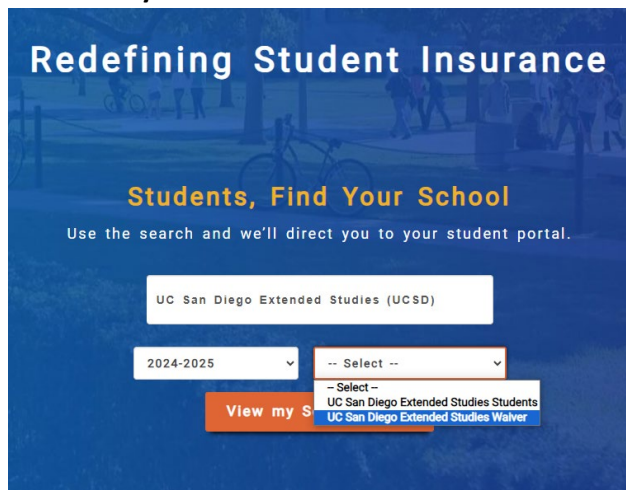 Redefining Student Insurance
Students, Find Your School
Use the search and we'll direct you to your student portal.
UC San Diego Extended Studies (UCSD)
2024-2025
-- Select --
-- Select --
UC San Diego Extended Studies Students
UC San Diego Extended Studies Waiver
View my S